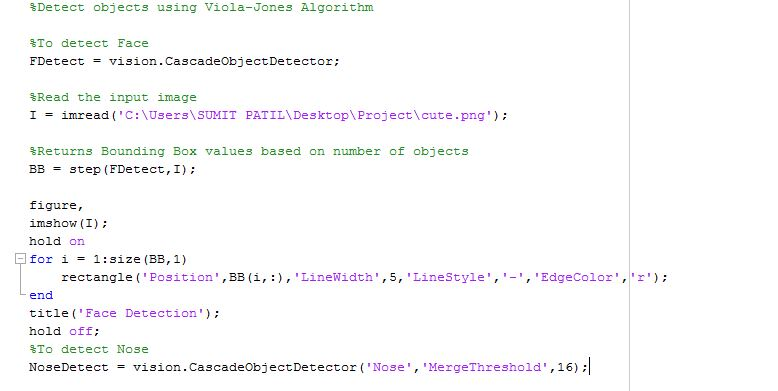 %Detect objects using Viola-Jones Algorithm
%To detect Face
FDetect = vision.CascadeObjectDetector;
%Read the input image
I = imread('C:\Users\SUMIT PATIL\Desktop\Project\cute.png');
%Returns Bounding Box values based on number of objects
BB = step(FDetect,I);
figure,
imshow(I);
hold on
for i = 1:size(BB,1)
rectangle('Position',BB(i,:),'LineWidth',5,'LineStyle','-','EdgeColor','r');
end
title('Face Detection');
hold off;
%To detect Nose
NoseDetect = vision.CascadeObjectDetector('Nose','MergeThreshold',16);